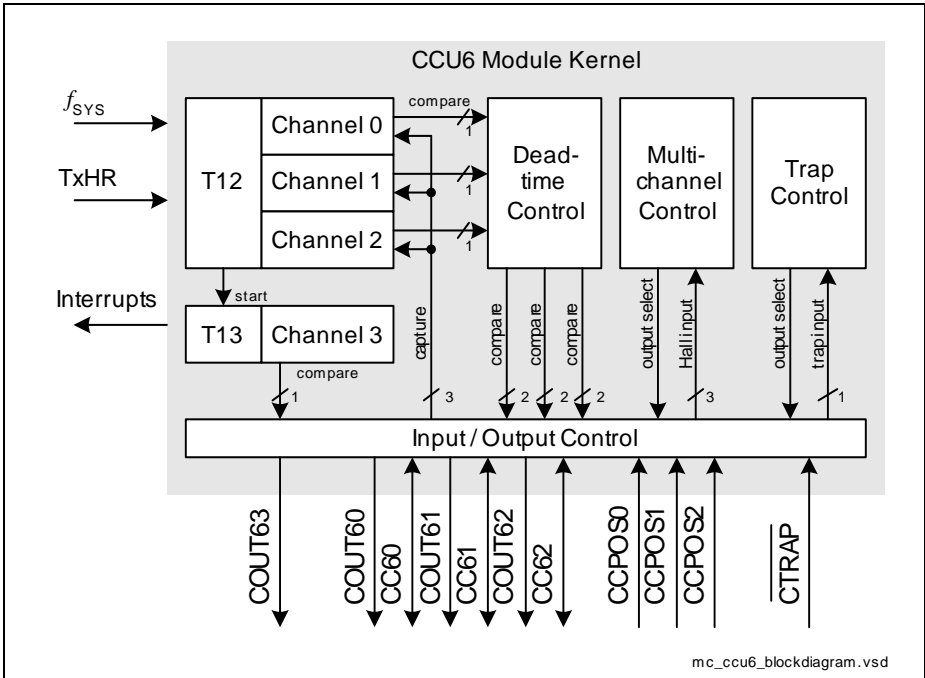 CCU6 Module Kernel
fSYS
TxHR
Interrupts
T12
Channel 0
Channel 1
Channel 2
compare
1
1
1
Dead-
time
Control
Multi-
channel
Control
Trap
Control
start
T13
Channel 3
compare
1
capture
3
compare
2
compare
2
compare
2
output select
Hall input
3
output select
trap input
1
Input / Output Control
COUT63
COUT60
CC60
COUT61
CC61
COUT62
CC62
CCPOS0
CCPOS1
CCPOS2
CTRAP
mc_ccu6_blockdiagram.vsd